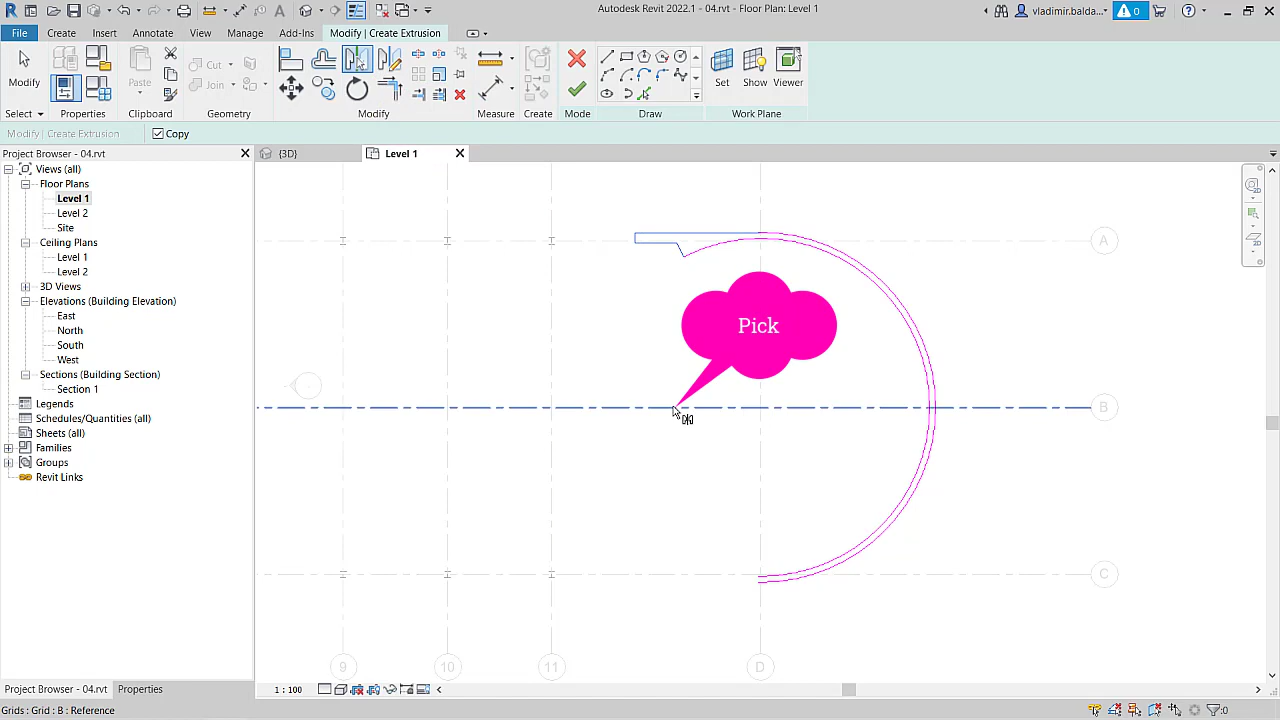 Autodesk Revit 2022.1 - 04.rvt - Floor Plan: Level 1
vladimir.balda...
0
File
Create
Insert
Annotate
View
Manage
Add-Ins
Modify | Create Extrusion
Modify
Paste
Cut
Join
Set
Show
Viewer
Select
Properties
Clipboard
Geometry
Modify
Measure
Create
Mode
Draw
Work Plane
Modify | Create Extrusion
Copy
Project Browser - 04.rvt
{3D}
Level 1
Views (all)
Floor Plans
Level 1
Level 2
Site
Ceiling Plans
Level 1
Level 2
3D Views
Elevations (Building Elevation)
East
North
South
West
Sections (Building Section)
Section 1
Legends
Schedules/Quantities (all)
Sheets (all)
Families
Groups
Revit Links
A
Pick
B
C
9
10
11
D
2D
Project Browser - 04.rvt
Properties
1 : 100
Grids : Grid : B : Reference
:0